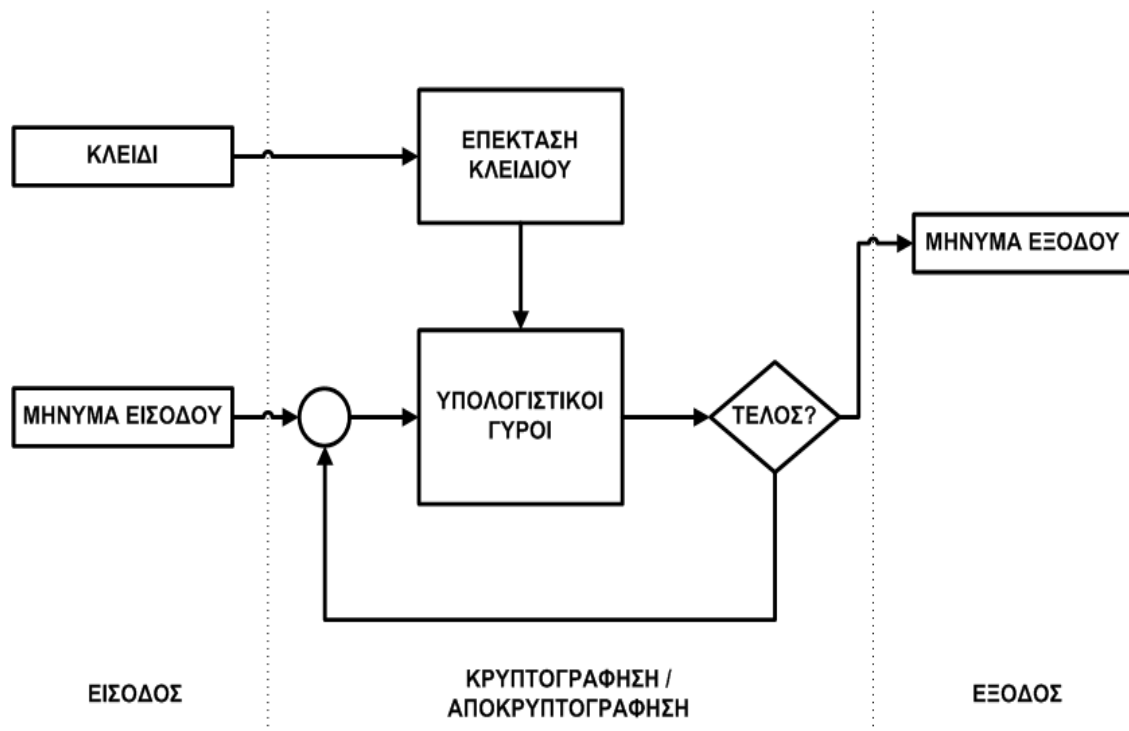 ΚΛΕΙΔΙ
ΕΠΕΚΤΑΣΗ
ΚΛΕΙΔΙΟΥ
ΜΗΝΥΜΑ ΕΞΟΔΟΥ
ΜΗΝΥΜΑ ΕΙΣΟΔΟΥ
ΥΠΟΛΟΓΙΣΤΙΚΟΙ
ΓΥΡΟΙ
ΤΕΛΟΣ?
ΕΙΣΟΔΟΣ
ΚΡΥΠΤΟΓΡΑΦΗΣΗ /
ΑΠΟΚΡΥΠΤΟΓΡΑΦΗΣΗ
ΕΞΟΔΟΣ